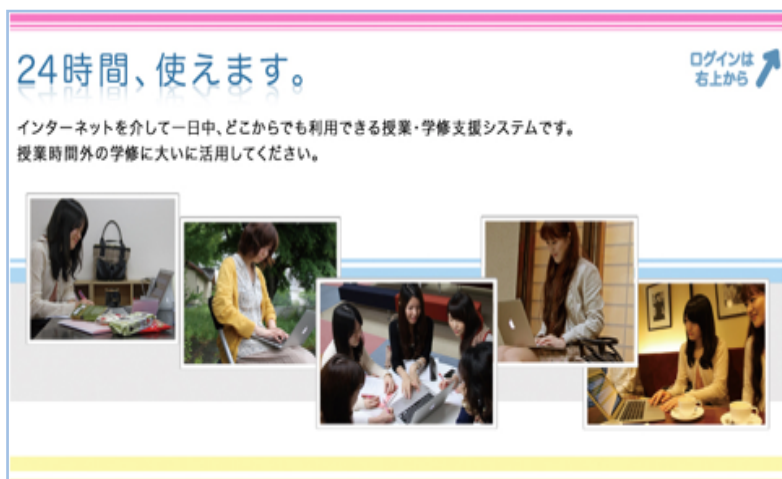 24時間、使えます。
ログインは
右上から
インターネットを介して一日中、どこからでも利用できる授業・学修支援システムです。
授業時間外の学修に大いに活用してください。